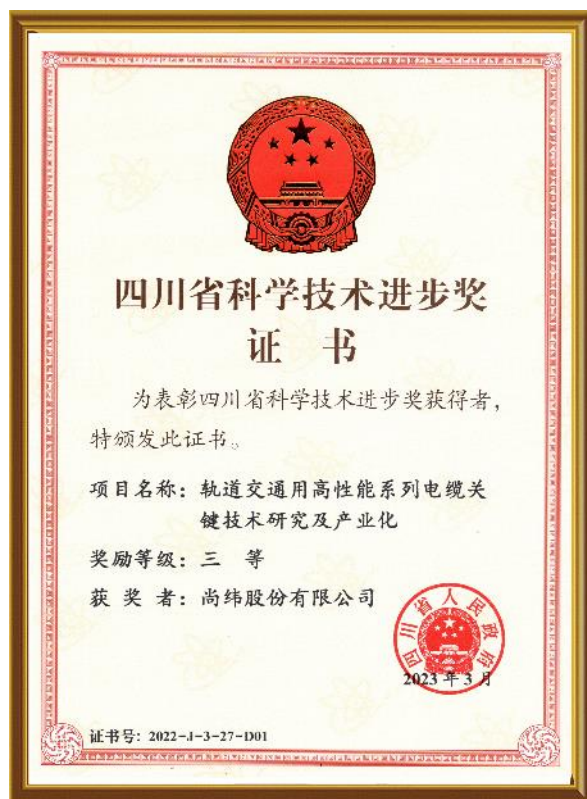 四川省科学技术进步奖
证 书
为表彰四川省科学技术进步奖获得者，
特颁发此证书。
项目名称：轨道交通用高性能系列电缆关
键技术研究及产业化
奖励等级：三 等
获 奖 者：尚纬股份有限公司
四川省人民政府
2023年3月
证书号：2022-J-3-27-D01